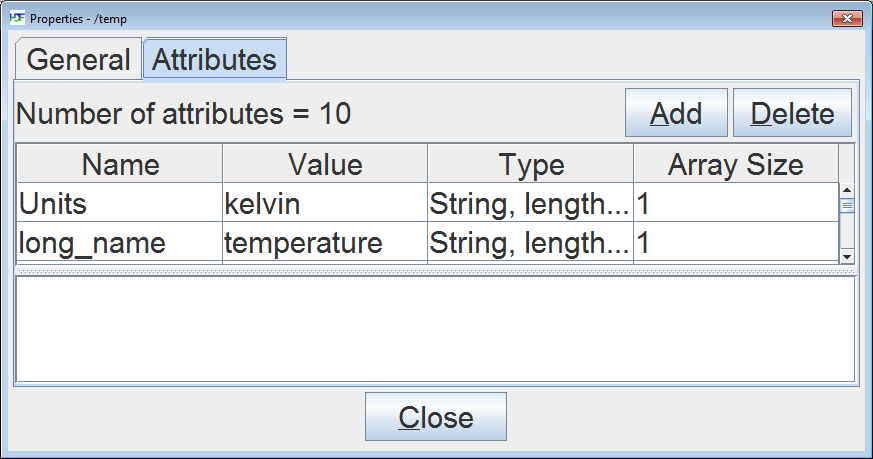 HDF Properties - /temp
General Attributes
Number of attributes = 10 Add Delete
Name Value Type Array Size
Units kelvin String, length... 1
long_name temperature String, length... 1
Close